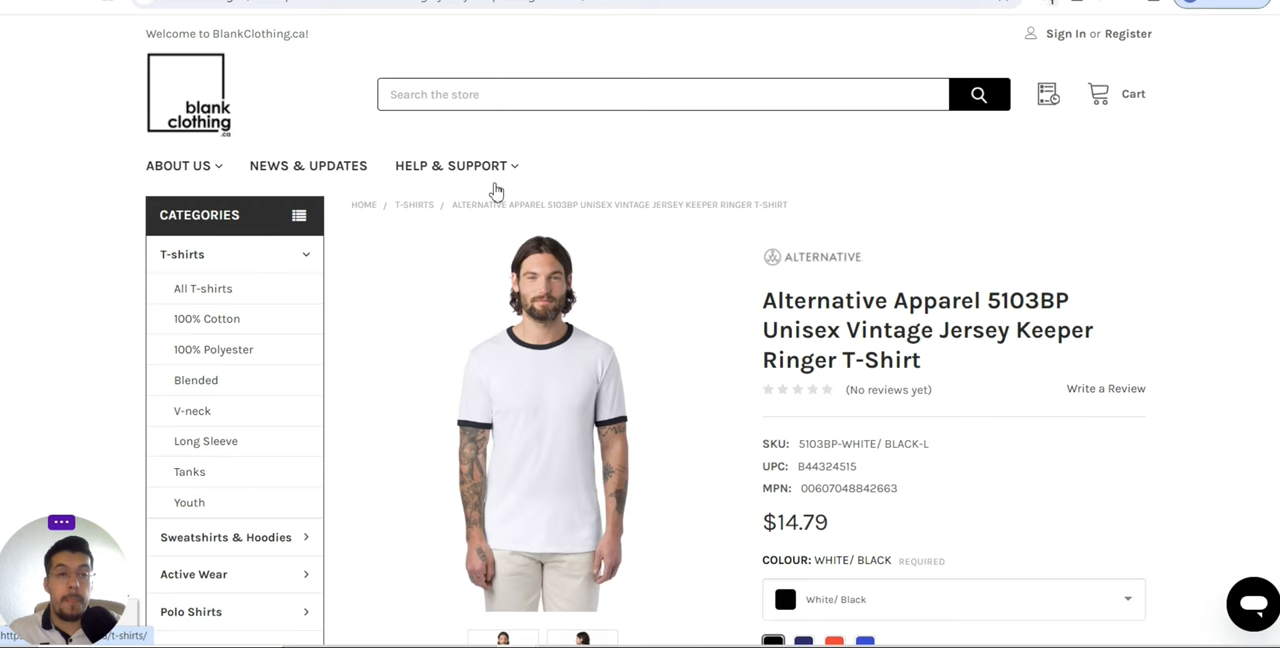 Welcome to BlankClothing.ca!
Sign In or Register
blank
clothing
.ca
Search the store
Cart
ABOUT US
NEWS & UPDATES
HELP & SUPPORT
CATEGORIES
HOME / T-SHIRTS / ALTERNATIVE APPAREL 5103BP UNISEX VINTAGE JERSEY KEEPER RINGER T-SHIRT
T-shirts
All T-shirts
100% Cotton
100% Polyester
Blended
V-neck
Long Sleeve
Tanks
Youth
Sweatshirts & Hoodies
Active Wear
Polo Shirts
ALTERNATIVE
Alternative Apparel 5103BP
Unisex Vintage Jersey Keeper
Ringer T-Shirt
(No reviews yet)
Write a Review
SKU: 5103BP-WHITE/ BLACK-L
UPC: B44324515
MPN: 00607048842663
$14.79
COLOUR: WHITE/ BLACK REQUIRED
White/ Black
/t-shirts/